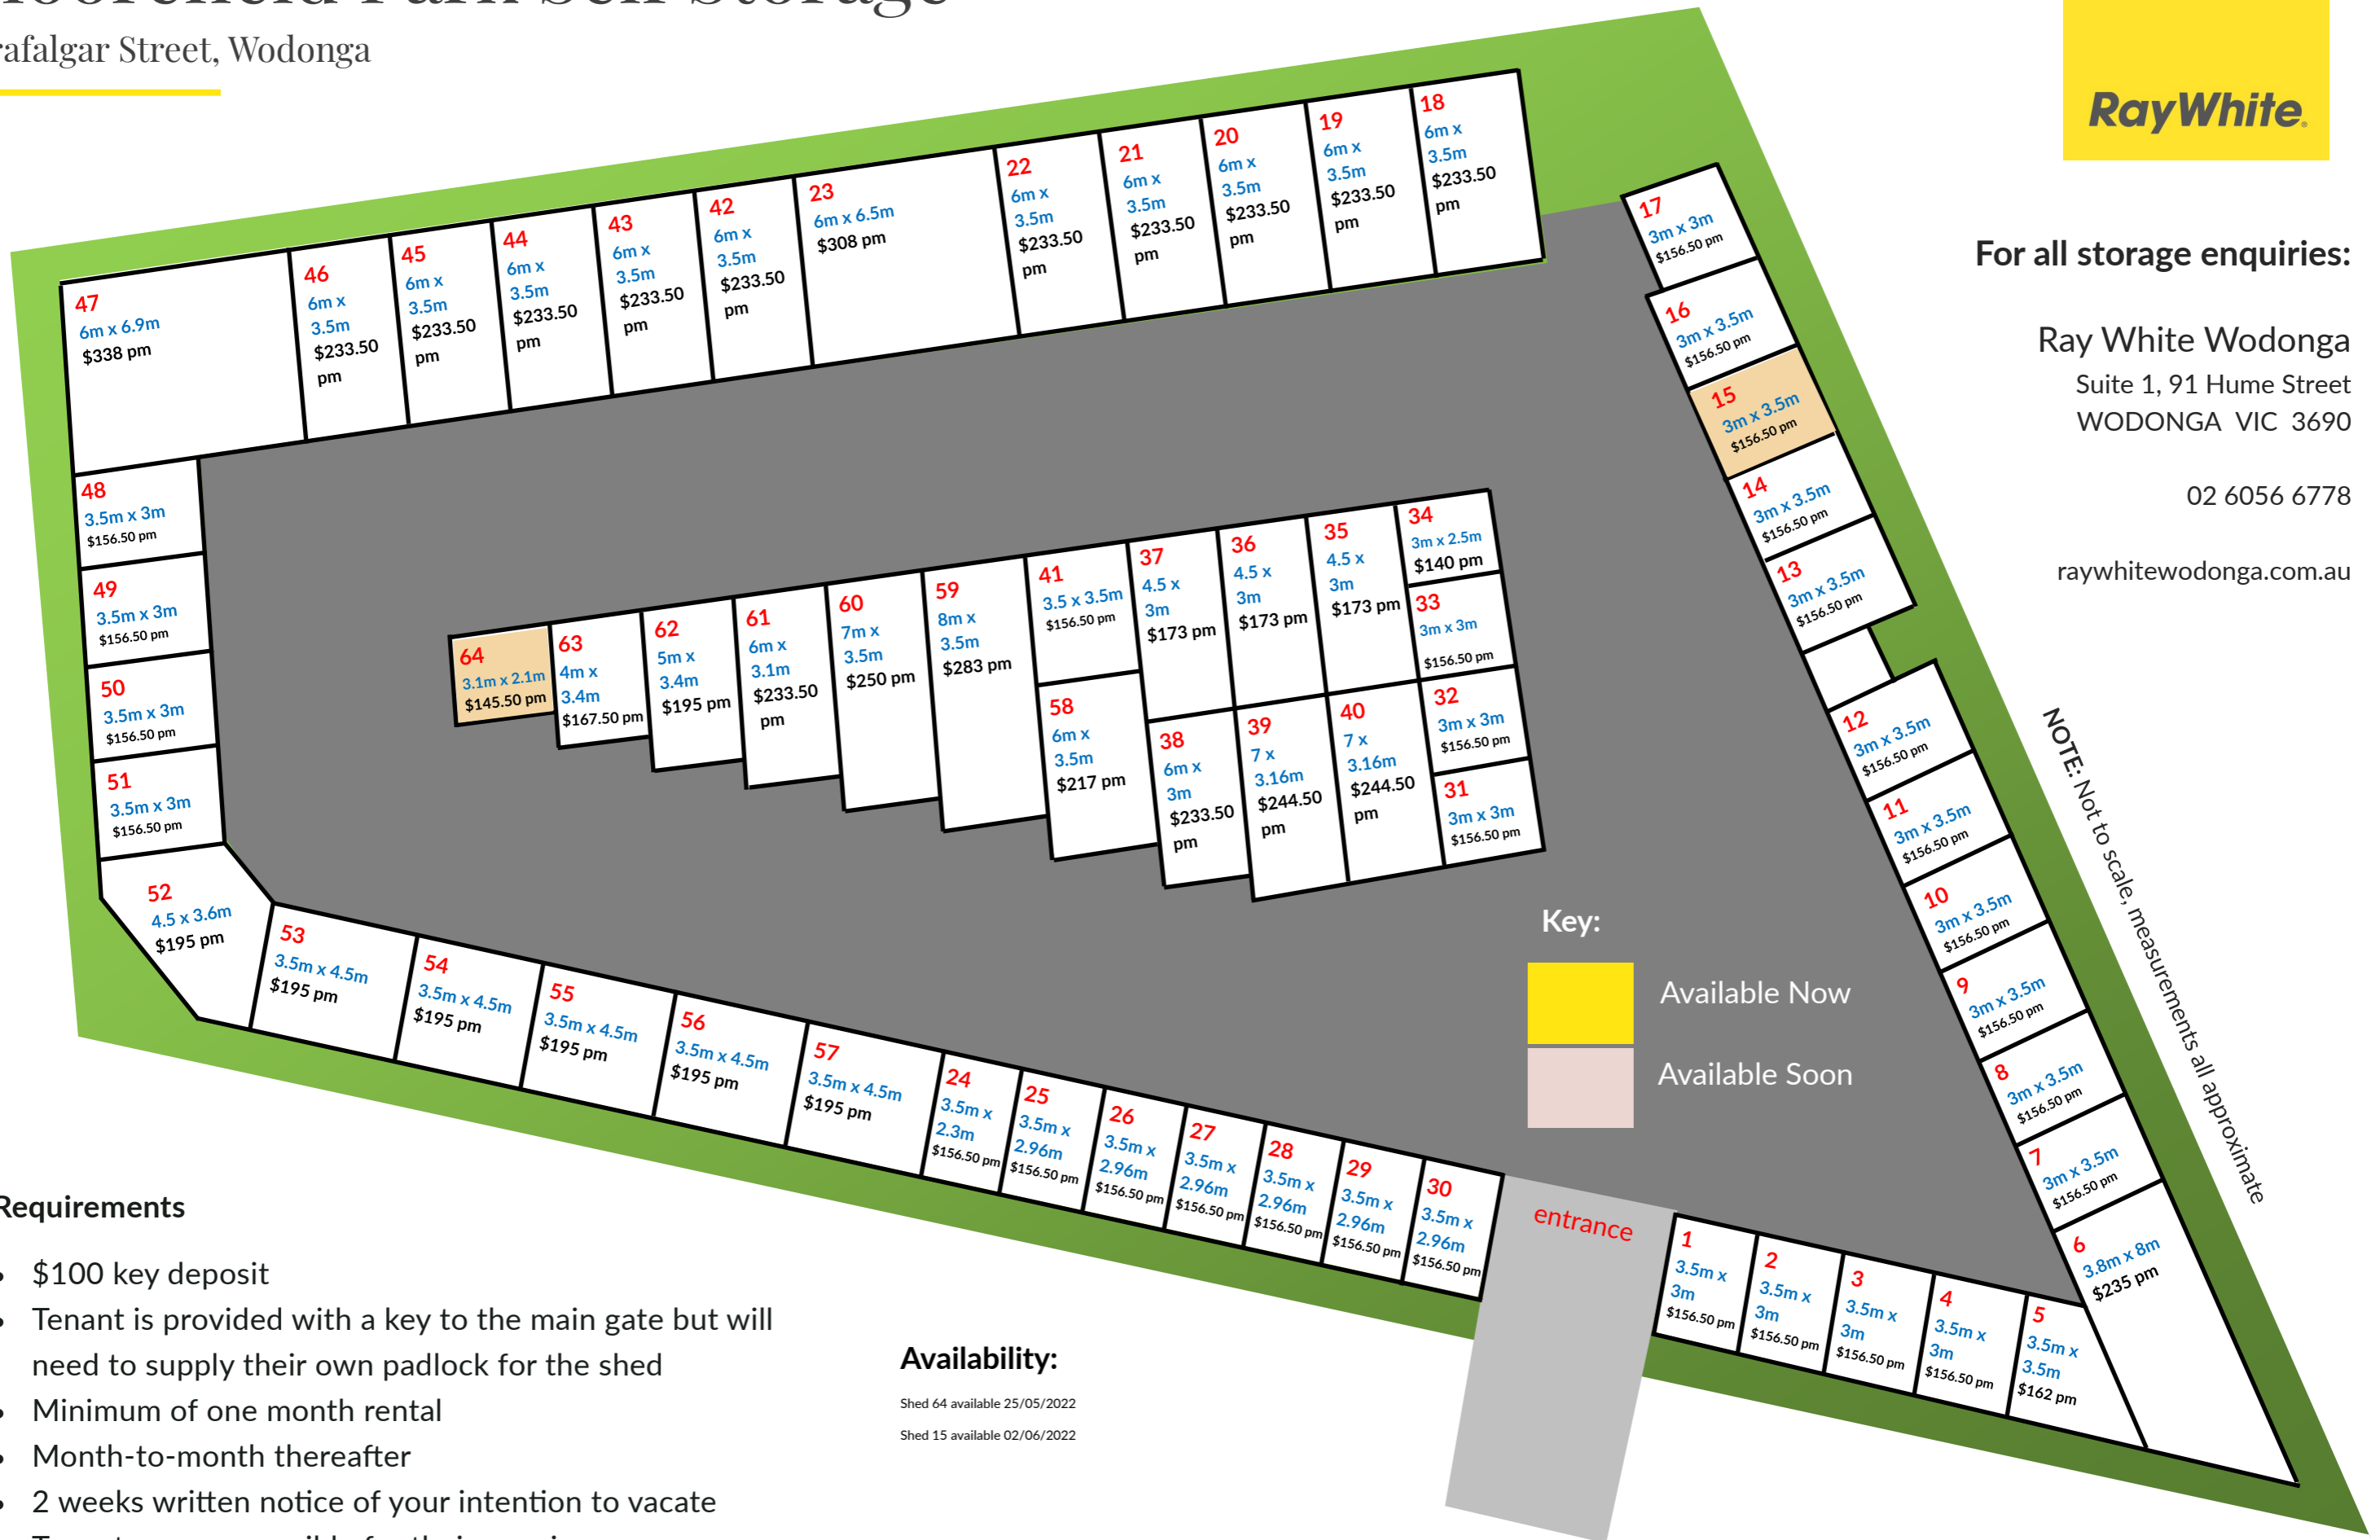 Trafalgar Street, Wodonga
RayWhite
For all storage enquiries:
Ray White Wodonga
Suite 1, 91 Hume Street
WODONGA VIC 3690
02 6056 6778
raywhitewodonga.com.au
47
6m x 6.9m
$338 pm
46
6m x
3.5m
$233.50
pm
45
6m x
3.5m
$233.50
pm
44
6m x
3.5m
$233.50
pm
43
6m x
3.5m
$233.50
pm
42
6m x
3.5m
$233.50
pm
23
6m x 6.5m
$308 pm
22
6m x
3.5m
$233.50
pm
21
6m x
3.5m
$233.50
pm
20
6m x
3.5m
$233.50
pm
19
6m x
3.5m
$233.50
pm
18
6m x
3.5m
$233.50
pm
17
3m x 3m
$156.50 pm
16
3m x 3.5m
$156.50 pm
15
3m x 3.5m
$156.50 pm
14
3m x 3.5m
$156.50 pm
13
3m x 3.5m
$156.50 pm
12
3m x 3.5m
$156.50 pm
11
3m x 3.5m
$156.50 pm
10
3m x 3.5m
$156.50 pm
9
3m x 3.5m
$156.50 pm
8
3m x 3.5m
$156.50 pm
7
3m x 3.5m
$156.50 pm
6
3.8m x 8m
$235 pm
NOTE: Not to scale, measurements all approximate
48
3.5m x 3m
$156.50 pm
49
3.5m x 3m
$156.50 pm
50
3.5m x 3m
$156.50 pm
51
3.5m x 3m
$156.50 pm
52
4.5 x 3.6m
$195 pm
64
3.1m x 2.1m
$145.50 pm
63
4m x
3.4m
$167.50 pm
62
5m x
3.4m
$195 pm
61
6m x
3.1m
$233.50
pm
60
7m x
3.5m
$250 pm
59
8m x
3.5m
$283 pm
41
3.5 x 3.5m
$156.50 pm
37
4.5 x
3m
$173 pm
36
4.5 x
3m
$173 pm
35
4.5 x
3m
$173 pm
34
3m x 2.5m
$140 pm
33
3m x 3m
$156.50 pm
32
3m x 3m
$156.50 pm
31
3m x 3m
$156.50 pm
58
6m x
3.5m
$217 pm
38
6m x
3m
$233.50
pm
39
7 x
3.16m
$244.50
pm
40
7 x
3.16m
$244.50
pm
Key:
Available Now
Available Soon
53
3.5m x 4.5m
$195 pm
54
3.5m x 4.5m
$195 pm
55
3.5m x 4.5m
$195 pm
56
3.5m x 4.5m
$195 pm
57
3.5m x 4.5m
$195 pm
24
3.5m x
2.3m
$156.50 pm
25
3.5m x
2.96m
$156.50 pm
26
3.5m x
2.96m
$156.50 pm
27
3.5m x
2.96m
$156.50 pm
28
3.5m x
2.96m
$156.50 pm
29
3.5m x
2.96m
$156.50 pm
30
3.5m x
2.96m
$156.50 pm
entrance
1
3.5m x
3m
$156.50 pm
2
3.5m x
3m
$156.50 pm
3
3.5m x
3m
$156.50 pm
4
3.5m x
3m
$156.50 pm
5
3.5m x
3.5m
$162 pm
Requirements
• $100 key deposit
• Tenant is provided with a key to the main gate but will
need to supply their own padlock for the shed
• Minimum of one month rental
• Month-to-month thereafter
• 2 weeks written notice of your intention to vacate
Availability:
Shed 64 available 25/05/2022
Shed 15 available 02/06/2022